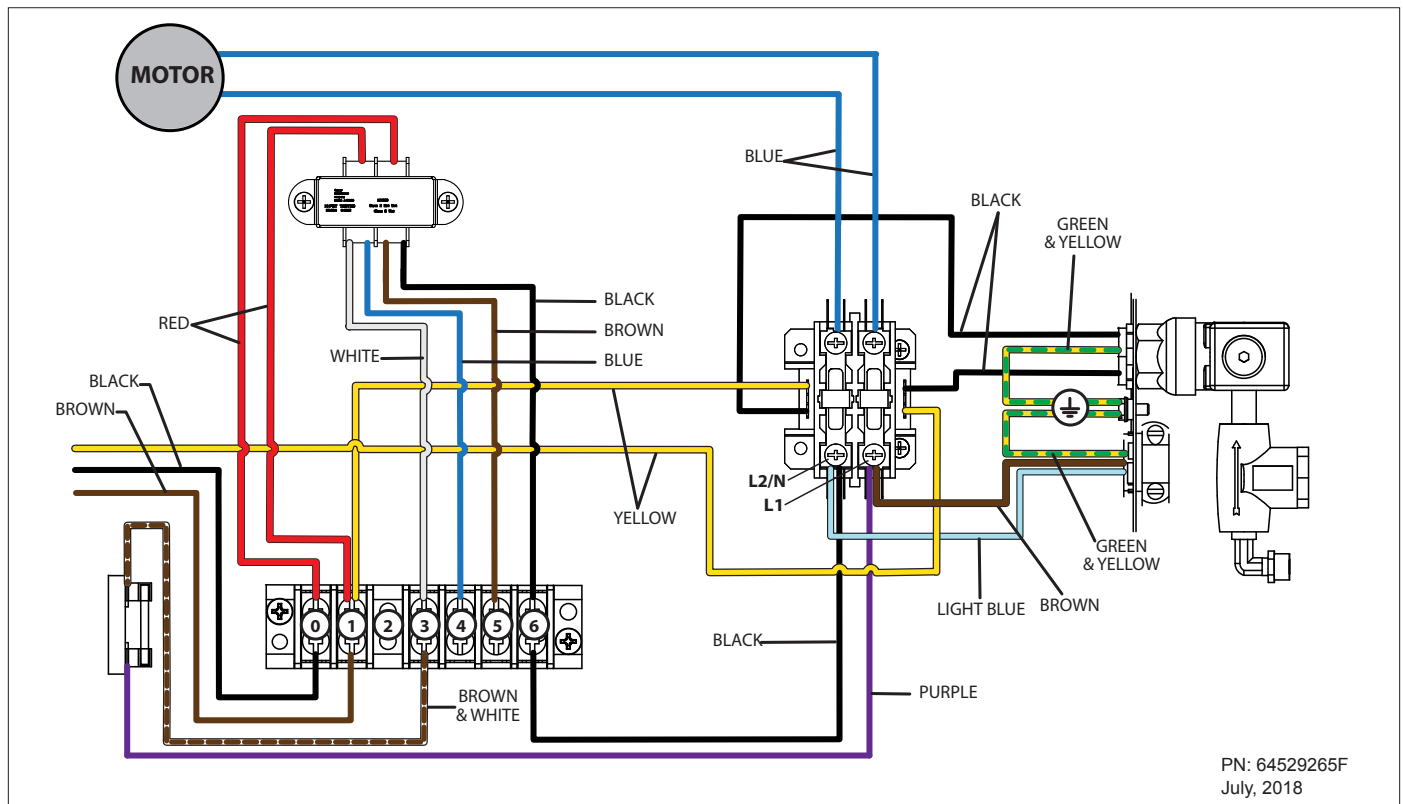 MOTOR
BLUE
BLACK
GREEN
& YELLOW
RED
BLACK
BROWN
WHITE
BLUE
BLACK
BROWN
L2/N
L1
YELLOW
GREEN
& YELLOW
LIGHT BLUE
BROWN
0
1
2
3
4
5
6
BLACK
BROWN
& WHITE
PURPLE
PN: 64529265F
July, 2018